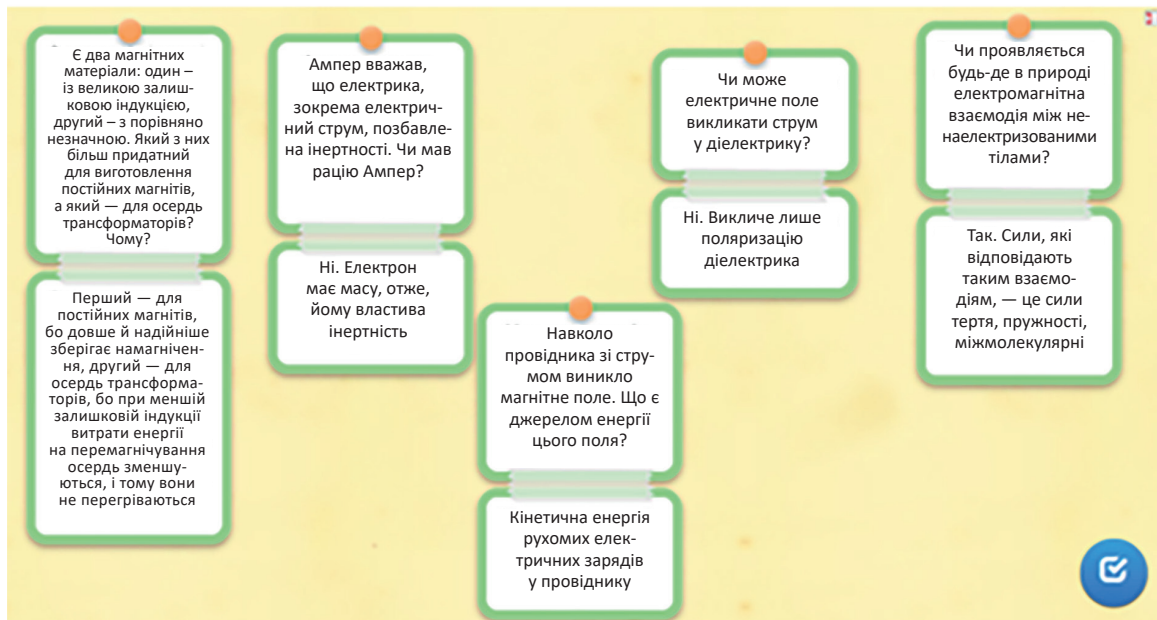 Є два магнітних
матеріали: один –
із великою залиш-
ковою індукцією,
другий – з порівняно
незначною. Який з них
більш придатний
для виготовлення
постійних магнітів,
а який — для осердь
трансформаторів?
Чому?
Перший — для
постійних магнітів,
бо довше й надійніше
зберігає намагнічен-
ня, другий — для
осердь трансформа-
торів, бо при меншій
залишковій індукції
витрати енергії
на перемагнічування
осердь зменшу-
ються, і тому вони
не перегріваються
Ампер вважав,
що електрика,
зокрема електрич-
ний струм, позбавле-
на інертності. Чи мав
рацію Ампер?
Ні. Електрон
має масу, отже,
йому властива
інертність
Навколо
провідника зі стру-
мом виникло
магнітне поле. Що є
джерелом енергії
цього поля?
Кінетична енергія
рухомих елек-
тричних зарядів
у провіднику
Чи може
електричне поле
викликати струм
у діелектрику?
Ні. Викличе лише
поляризацію
діелектрика
Чи проявляється
будь-де в природі
електромагнітна
взаємодія між не-
наелектризованими
тілами?
Так. Сили, які
відповідають
таким взаємо-
діям, — це сили
тертя, пружності,
міжмолекулярні